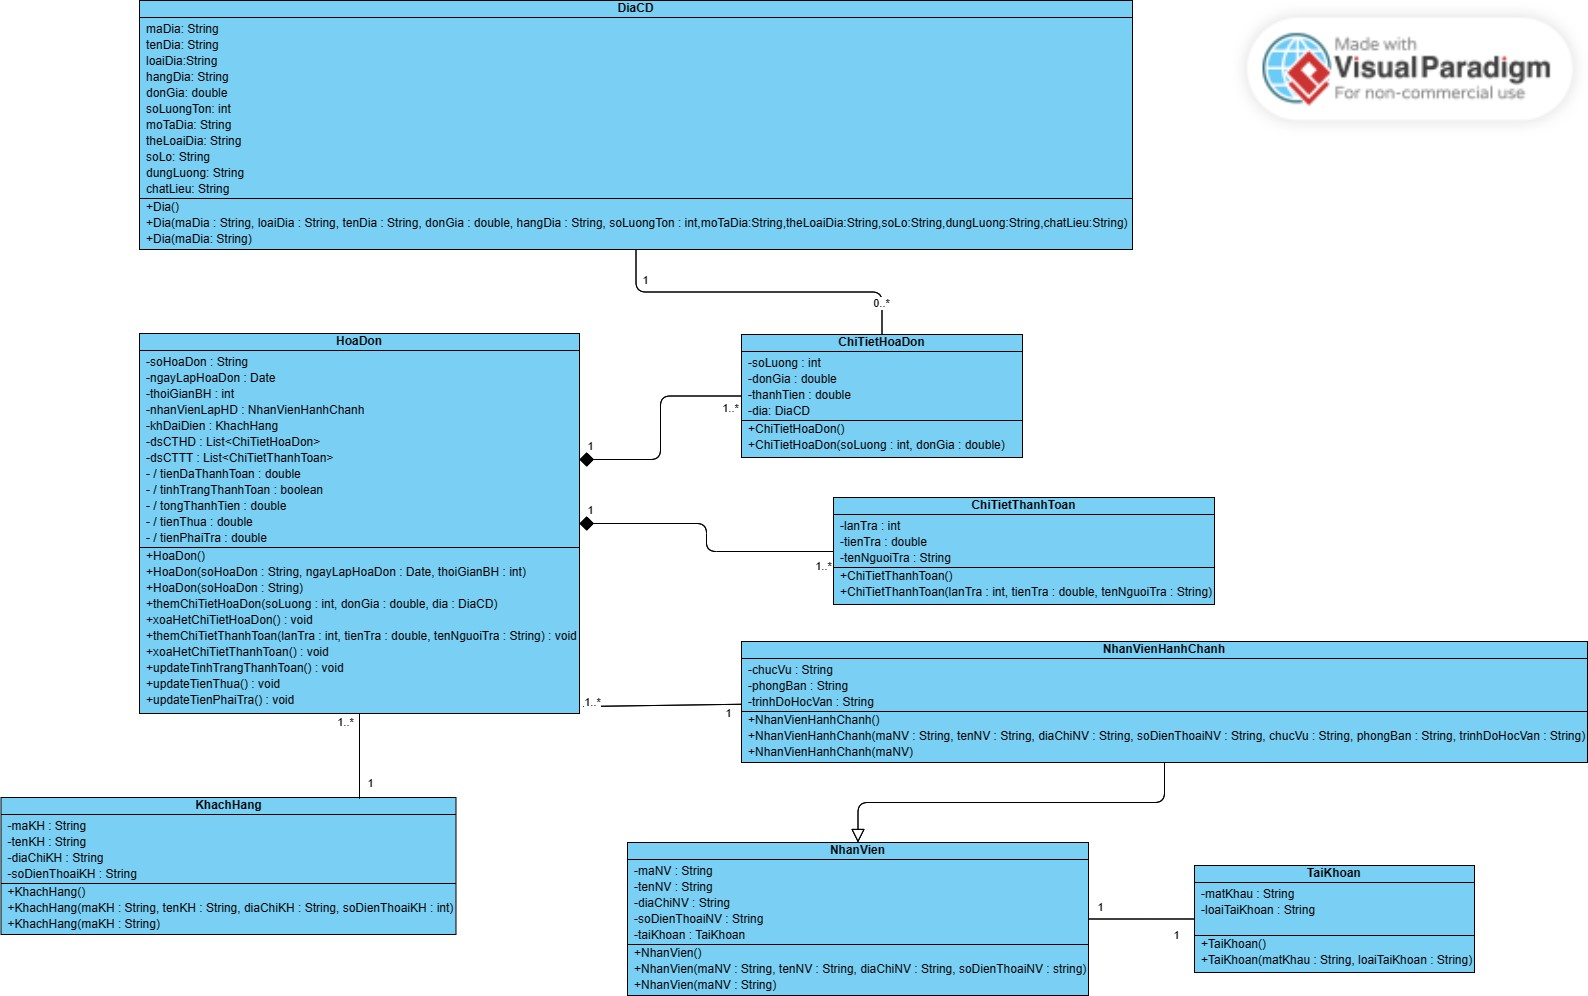 DiaCD
maDia: String
tenDia: String
loaiDia:String
hangDia: String
donGia: double
soLuongTon: int
moTaDia: String
theLoaiDia: String
soLo: String
dungLuong: String
chatLieu: String
+Dia()
+Dia(maDia : String, loaiDia : String, tenDia : String, donGia : double, hangDia : String, soLuongTon : int,moTaDia:String,theLoaiDia:String,soLo:String,dungLuong:String,chatLieu:String)
+Dia(maDia: String)
Made with
Visual Paradigm
For non-commercial use
1
0..*
HoaDon
-soHoaDon : String
-ngayLapHoaDon : Date
-thoiGianBH : int
-nhanVienLapHD : NhanVienHanhChanh
-khDaiDien : KhachHang
-dsCTHD : List<ChiTietHoaDon>
-dsCTTT : List<ChiTietThanhToan>
- / tienDaThanhToan : double
- / tinhTrangThanhToan : boolean
- / tongThanhTien : double
- / tienThua : double
- / tienPhaiTra : double
+HoaDon()
+HoaDon(soHoaDon : String, ngayLapHoaDon : Date, thoiGianBH : int)
+HoaDon(soHoaDon : String)
+themChiTietHoaDon(soLuong : int, donGia : double, dia : DiaCD)
+xoaHetChiTietHoaDon() : void
+themChiTietThanhToan(lanTra : int, tienTra : double, tenNguoiTra : String) : void
+xoaHetChiTietThanhToan() : void
+updateTinhTrangThanhToan() : void
+updateTienThua() : void
+updateTienPhaiTra() : void
1
1..*
ChiTietHoaDon
-soLuong : int
-donGia : double
-thanhTien : double
-dia: DiaCD
+ChiTietHoaDon()
+ChiTietHoaDon(soLuong : int, donGia : double)
1
1..*
ChiTietThanhToan
-lanTra : int
-tienTra : double
-tenNguoiTra : String
+ChiTietThanhToan()
+ChiTietThanhToan(lanTra : int, tienTra : double, tenNguoiTra : String)
1..*
1
NhanVienHanhChanh
-chucVu : String
-phongBan : String
-trinhDoHocVan : String
+NhanVienHanhChanh()
+NhanVienHanhChanh(maNV : String, tenNV : String, diaChiNV : String, soDienThoaiNV : String, chucVu : String, phongBan : String, trinhDoHocVan : String)
+NhanVienHanhChanh(maNV)
1..*
1
KhachHang
-maKH : String
-tenKH : String
-diaChiKH : String
-soDienThoaiKH : String
+KhachHang()
+KhachHang(maKH : String, tenKH : String, diaChiKH : String, soDienThoaiKH : int)
+KhachHang(maKH : String)
NhanVien
-maNV : String
-tenNV : String
-diaChiNV : String
-soDienThoaiNV : String
-taiKhoan : TaiKhoan
+NhanVien()
+NhanVien(maNV : String, tenNV : String, diaChiNV : String, soDienThoaiNV : string)
+NhanVien(maNV : String)
1
1
TaiKhoan
-matKhau : String
-loaiTaiKhoan : String
+TaiKhoan()
+TaiKhoan(matKhau : String, loaiTaiKhoan : String)